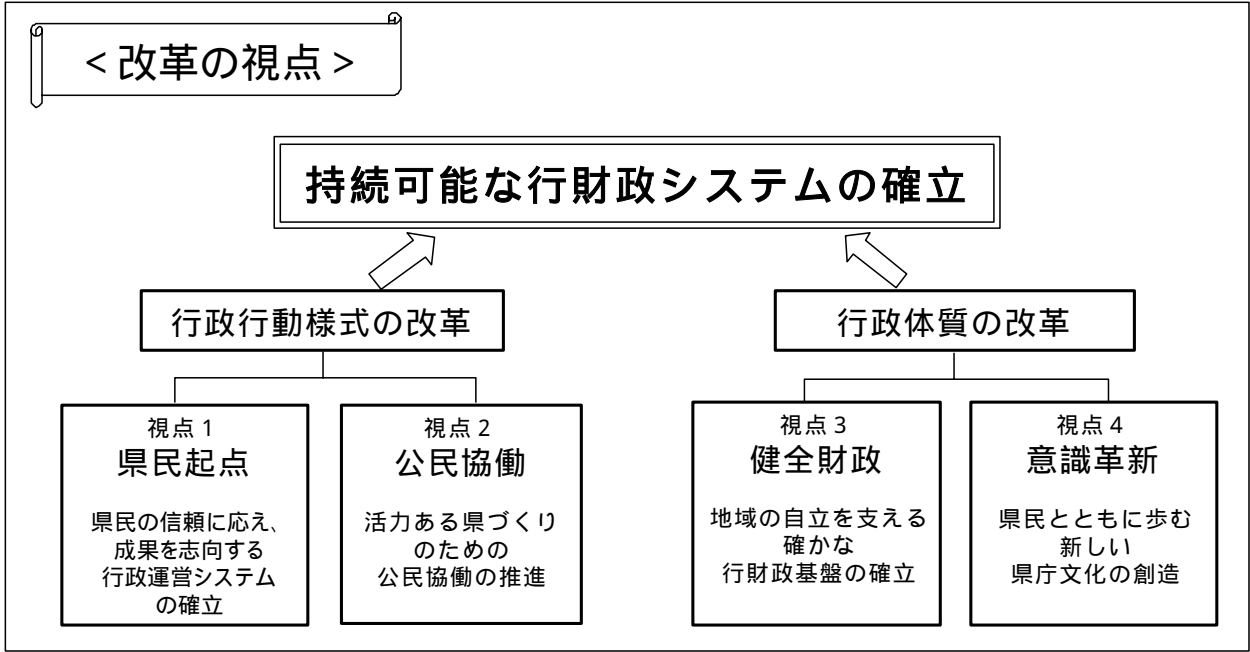 ＜改革の視点＞
持続可能な行財政システムの確立
行政行動様式の改革
行政体質の改革
視点１
県民起点
県民の信頼に応え、
成果を志向する
行政運営システム
の確立
視点２
公民協働
活力ある県づくり
のための
公民協働の推進
視点３
健全財政
地域の自立を支える
確かな
行財政基盤の確立
視点４
意識革新
県民とともに歩む
新しい
県庁文化の創造